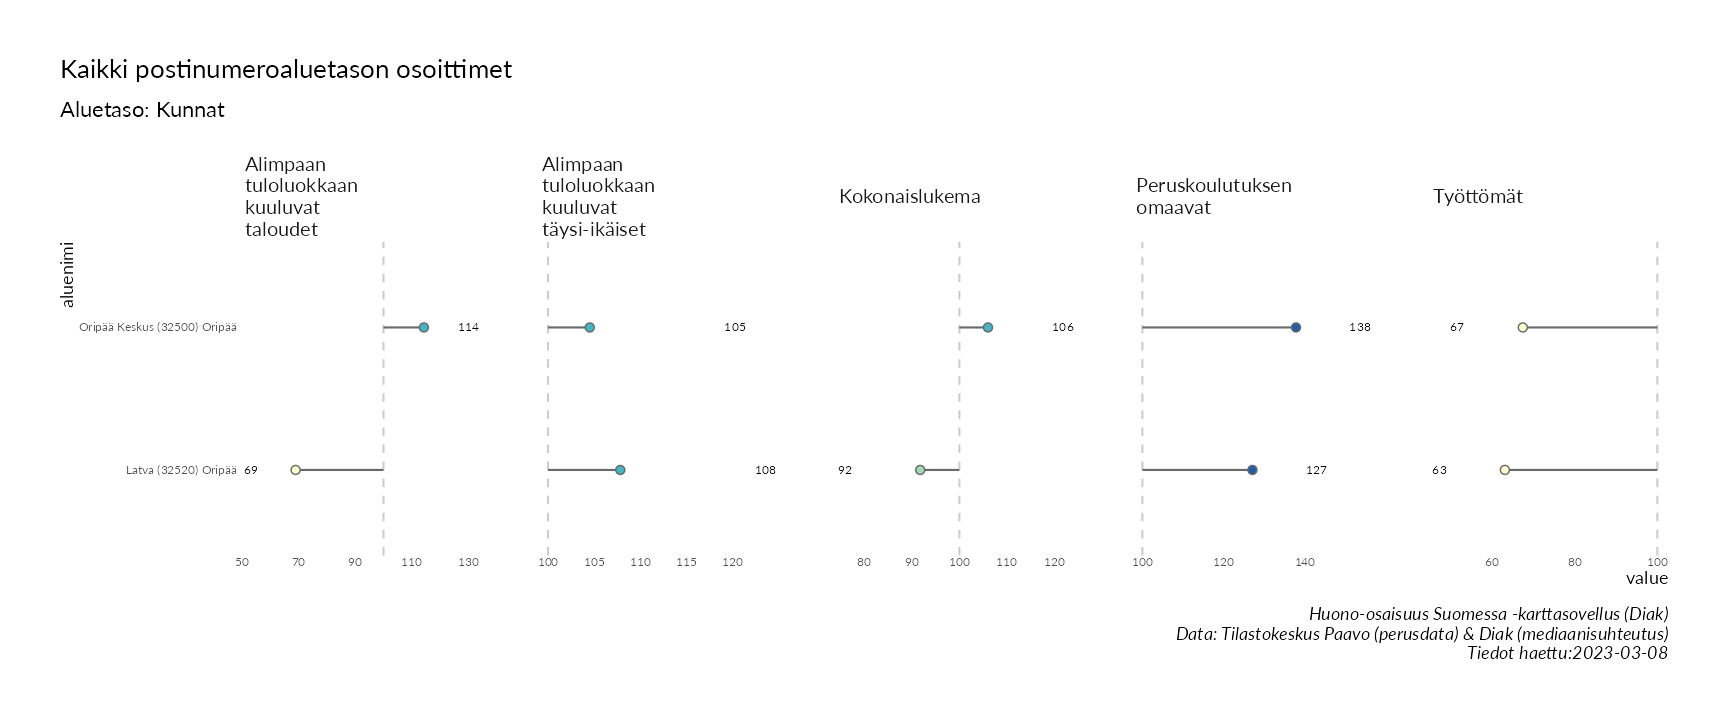 Kaikki postinumeroaluetason osoittimet
Aluetaso: Kunnat
Alimpaan
tuloluokkaan
kuuluvat
taloudet
Alimpaan
tuloluokkaan
kuuluvat
täysi-ikäiset
Kokonaislukema
Peruskoulutuksen
omaavat
Työttömät
aluenimi
Oripää Keskus (32500) Oripää 114 105 106 138 67
Latva (32520) Oripää 69 108 92 127 63
50 70 90 110 130 100 105 110 115 120 80 90 100 110 120 100 120 140 60 80 100
value
Huono-osaisuus Suomessa -karttasovellus (Diak)
Data: Tilastokeskus Paavo (perusdata) & Diak (mediaanisuhteutus)
Tiedot haettu:2023-03-08